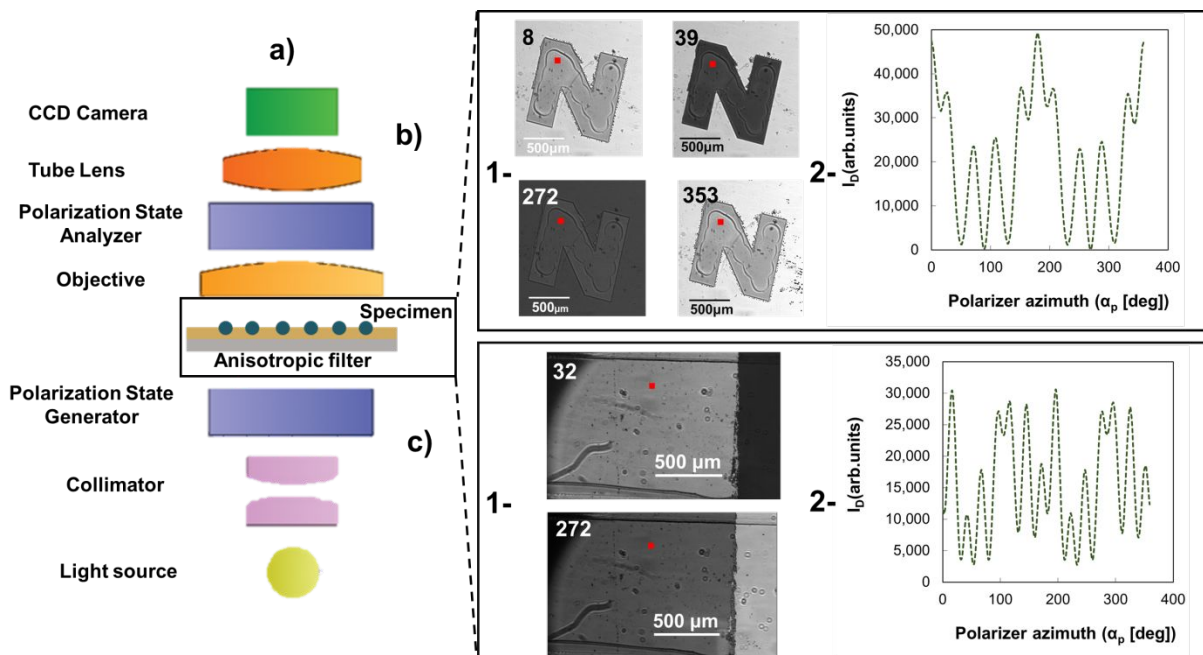 a)
CCD Camera
Tube Lens
Polarization State
Analyzer
Objective
Specimen
Anisotropic filter
Polarization State
Generator
Collimator
Light source
b)
1-
8
500μm
39
500μm
272
500μm
353
500μm
2-
I_D(arb.units)
50,000
40,000
30,000
20,000
10,000
0
0 100 200 300 400
Polarizer azimuth (α_p [deg])
c)
1-
32
500 μm
272
500 μm
2-
I_D(arb.units)
35,000
30,000
25,000
20,000
15,000
10,000
5,000
0
0 100 200 300 400
Polarizer azimuth (α_p [deg])